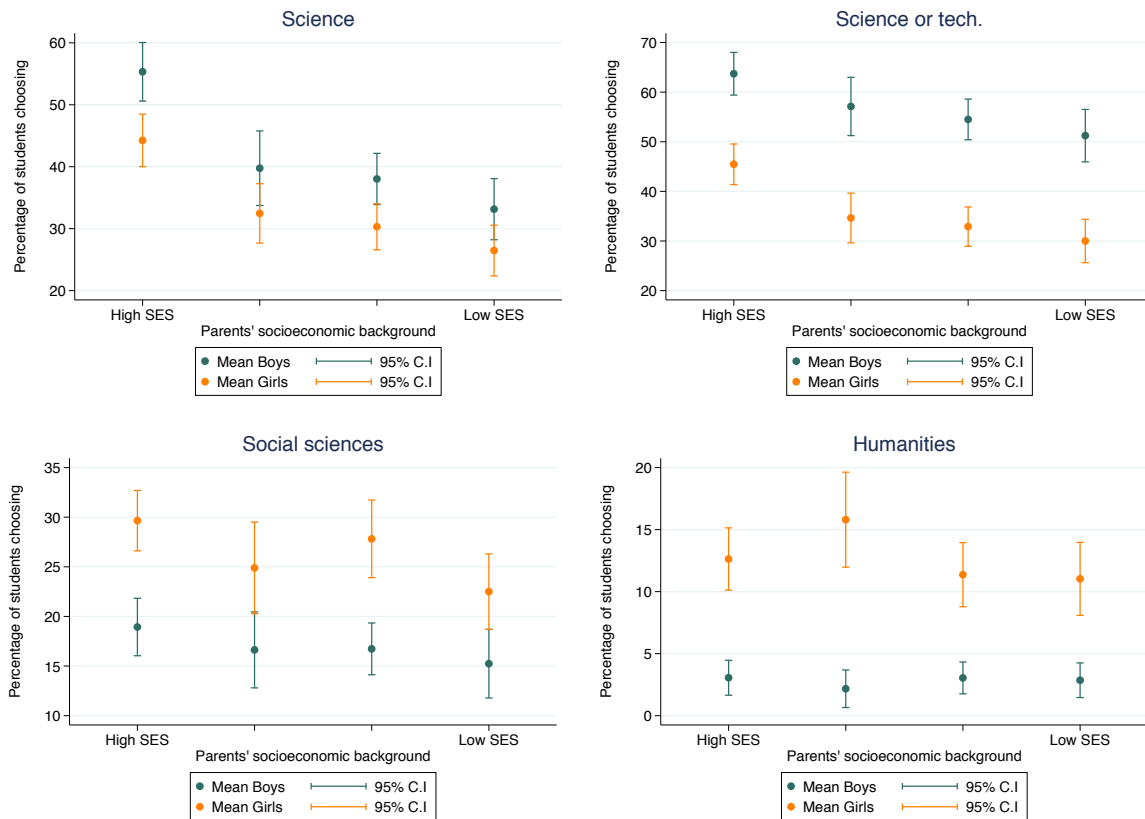 Science
Percentage of students choosing
60
50
40
30
20
High SES
Low SES
Parents' socioeconomic background
Mean Boys 95% C.I
Mean Girls 95% C.I
Science or tech.
Percentage of students choosing
70
60
50
40
30
20
High SES
Low SES
Parents' socioeconomic background
Mean Boys 95% C.I
Mean Girls 95% C.I
Social sciences
Percentage of students choosing
35
30
25
20
15
10
High SES
Low SES
Parents' socioeconomic background
Mean Boys 95% C.I
Mean Girls 95% C.I
Humanities
Percentage of students choosing
20
15
10
5
0
High SES
Low SES
Parents' socioeconomic background
Mean Boys 95% C.I
Mean Girls 95% C.I